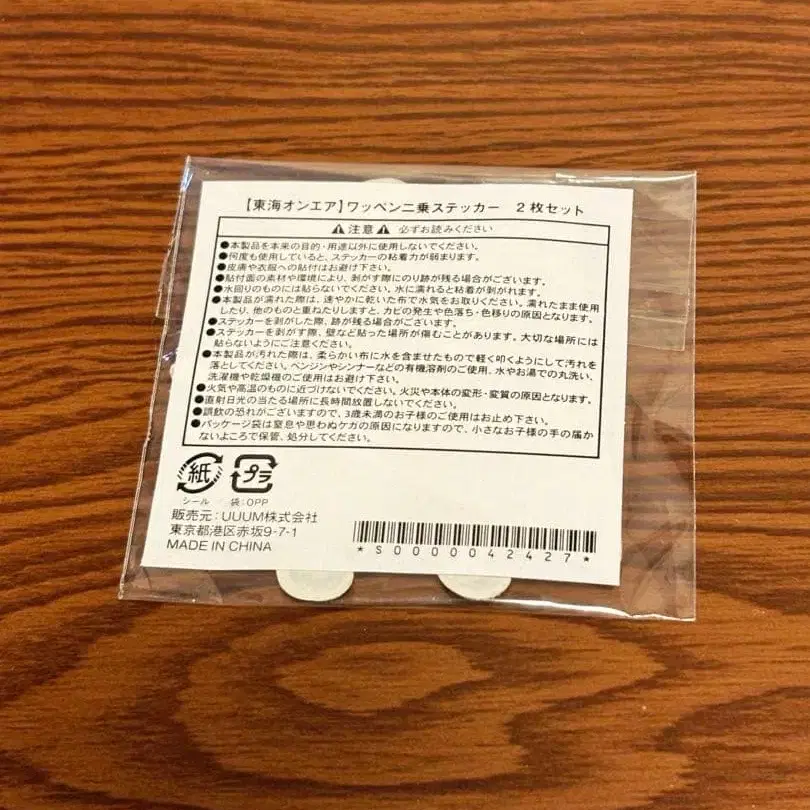 【東海オンエア】ワッペン二乗ステッカー 2枚セット
⚠注意⚠ 必ずお読みください
●本製品を本来の目的・用途以外に使用しないでください。
●何度も使用していると、ステッカーの粘着力が弱まります。
●皮膚や衣服への貼付はお避け下さい。
●貼付面の素材や環境により、剥がす際にのり跡が残る場合がございます。
●水回りのものには貼らないでください。水に濡れると粘着が剥がれます。
●本製品が濡れた際は、速やかに乾いた布で水気をお取りください。濡れたまま使用
したり、他のものと重ねたりしますと、カビの発生や色落ち・色移りの原因となります。
●ステッカーを剥がした際、跡が残る場合がございます。
●ステッカーを剥がす際、壁など貼った場所が傷むことがあります。大切な場所には
貼らないようにご注意ください。
●本製品が汚れた際は、柔らかい布に水を含ませたもので軽く叩くようにして汚れを
落としてください。ベンジンやシンナーなどの有機溶剤のご使用、水やお湯での丸洗い、
洗濯機や乾燥機のご使用はお避け下さい。
●火気や高温のものに近づけないでください。火災や本体の変形・変質の原因となります。
●直射日光の当たる場所に長時間放置しないでください。
●誤飲の恐れがございますので、3歳未満のお子様のご使用はお止め下さい。
●パッケージ袋は窒息や思わぬケガの原因になりますので、小さなお子様の手の届か
ないよころで保管、処分してください。
紙 プラ
シール 袋:OPP
販売元:UUUM株式会社
東京都港区赤坂9-7-1
MADE IN CHINA
*S0000042427*